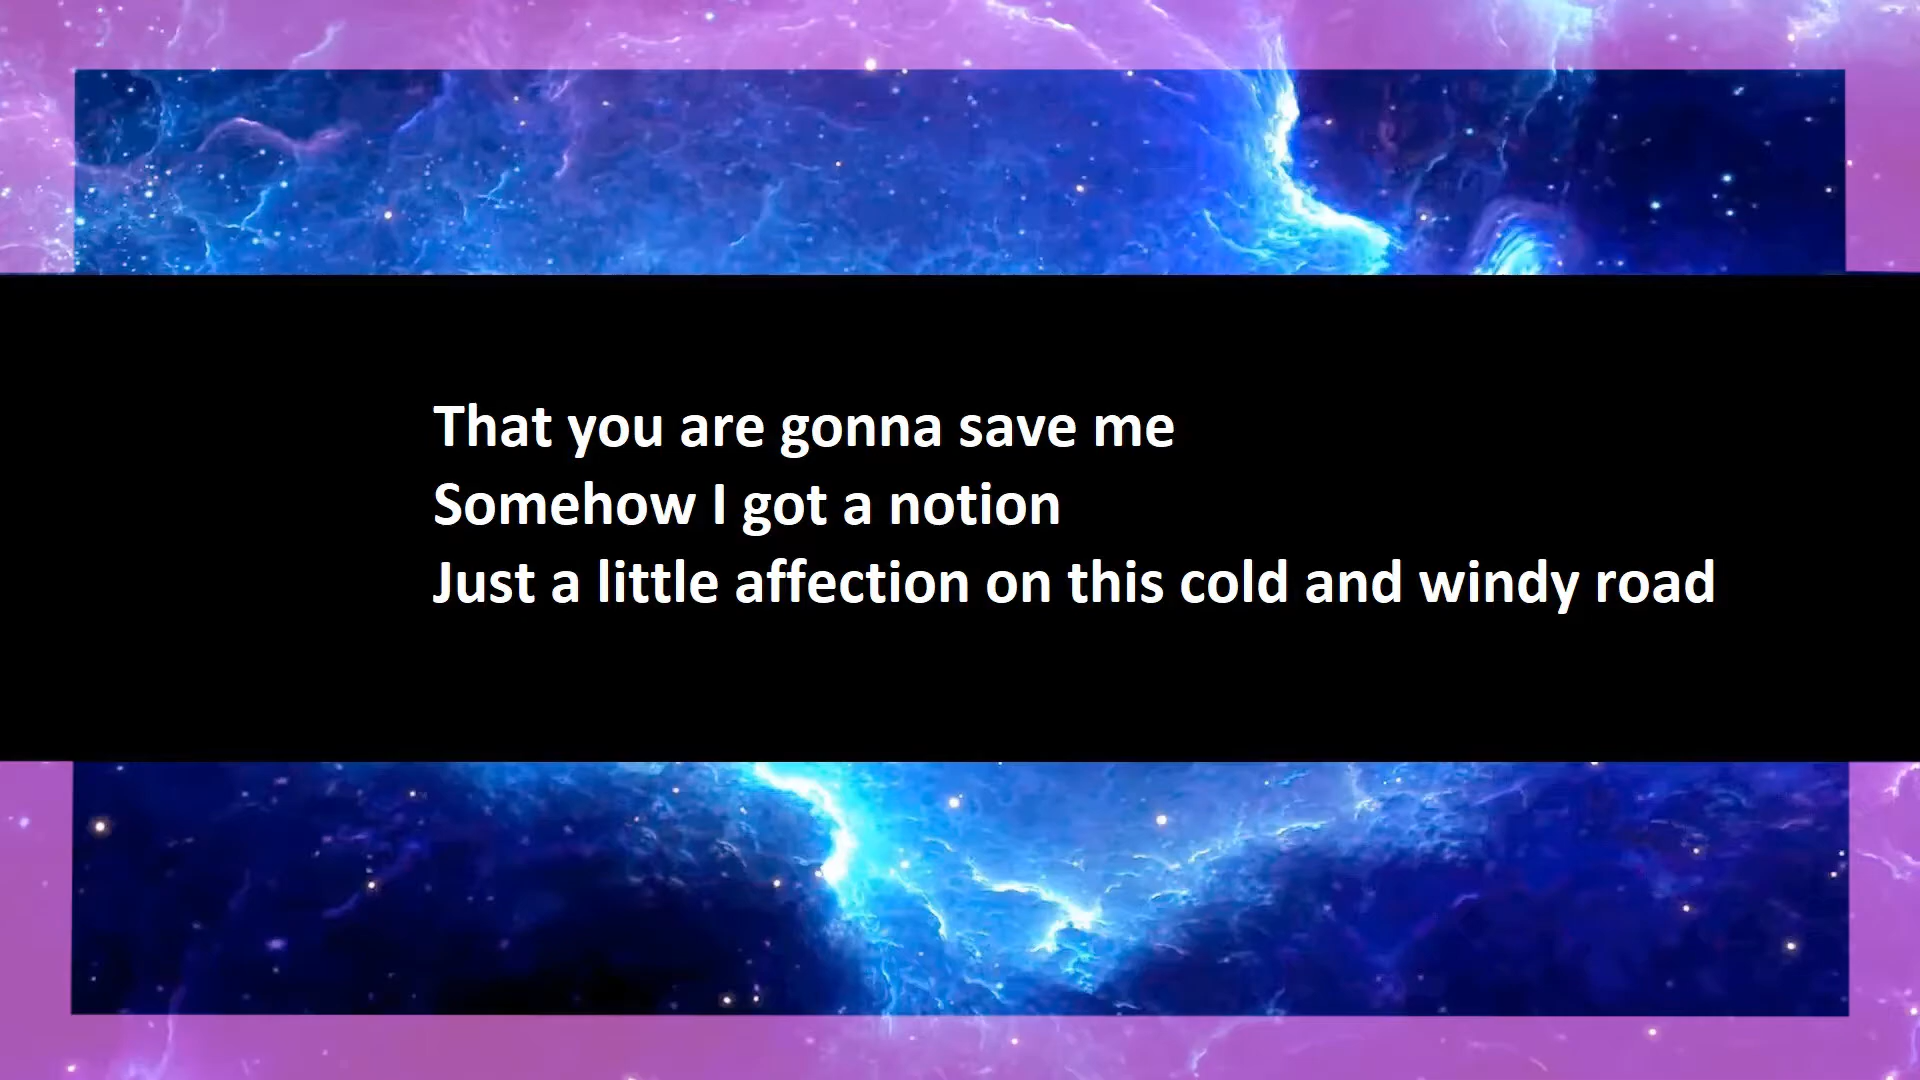 That you are gonna save me
Somehow I got a notion
Just a little affection on this cold and windy road